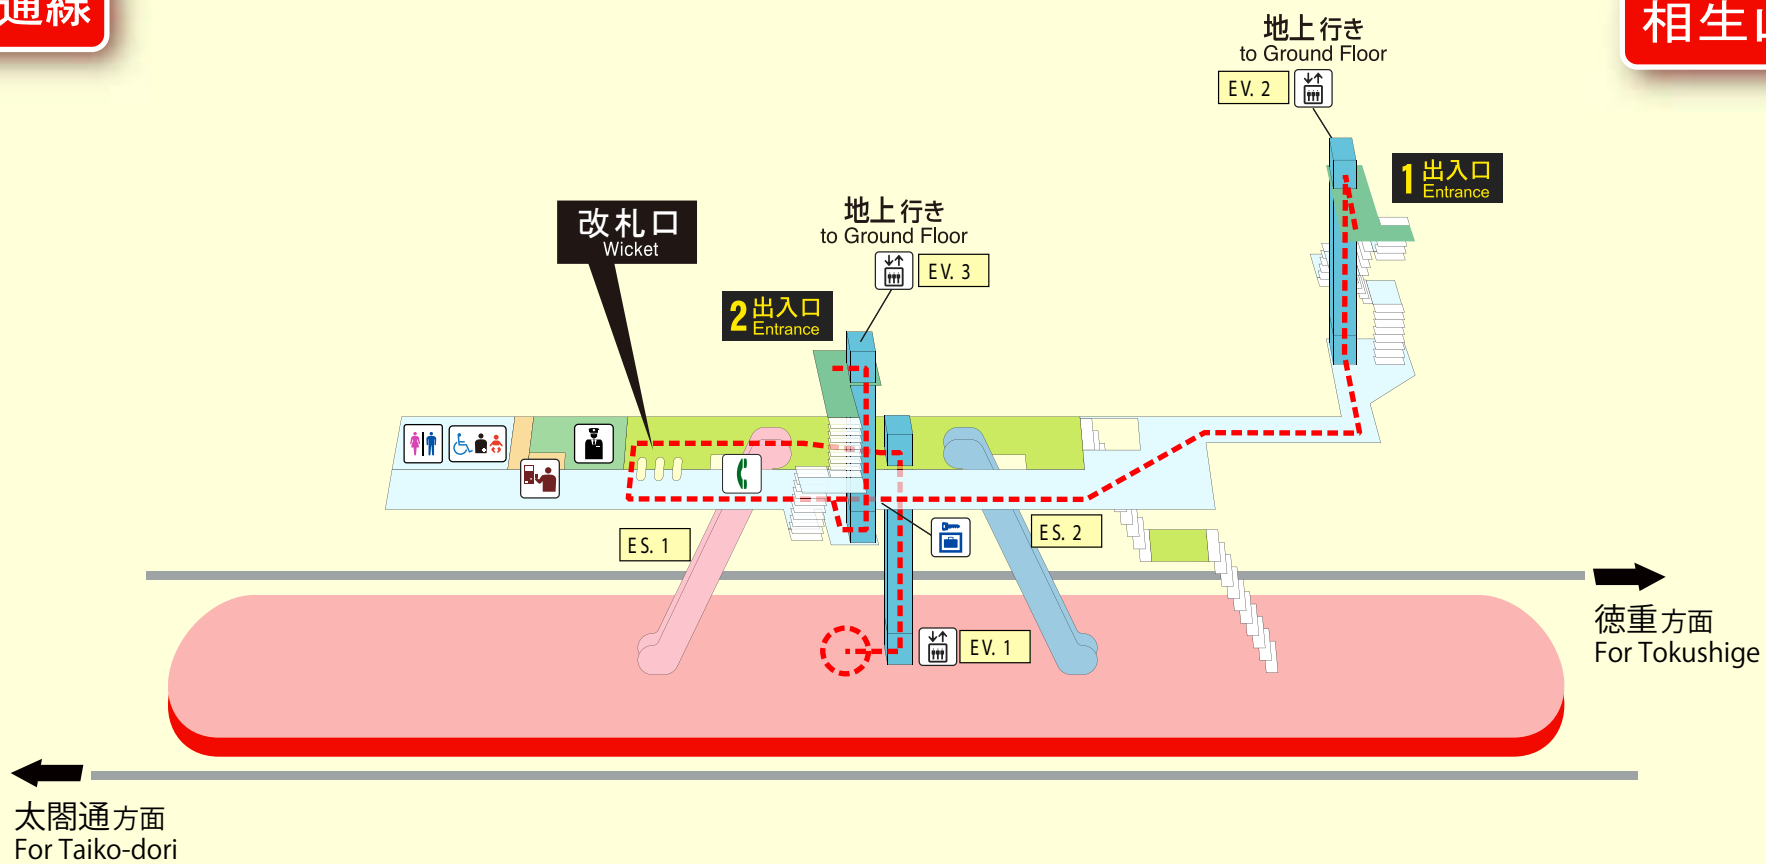 通線
相生山
地上行き
to Ground Floor
EV. 2
1 出入口
Entrance
改札口
Wicket
地上行き
to Ground Floor
EV. 3
2 出入口
Entrance
ES. 1
ES. 2
EV. 1
徳重方面
For Tokushige
太閤通方面
For Taiko-dori